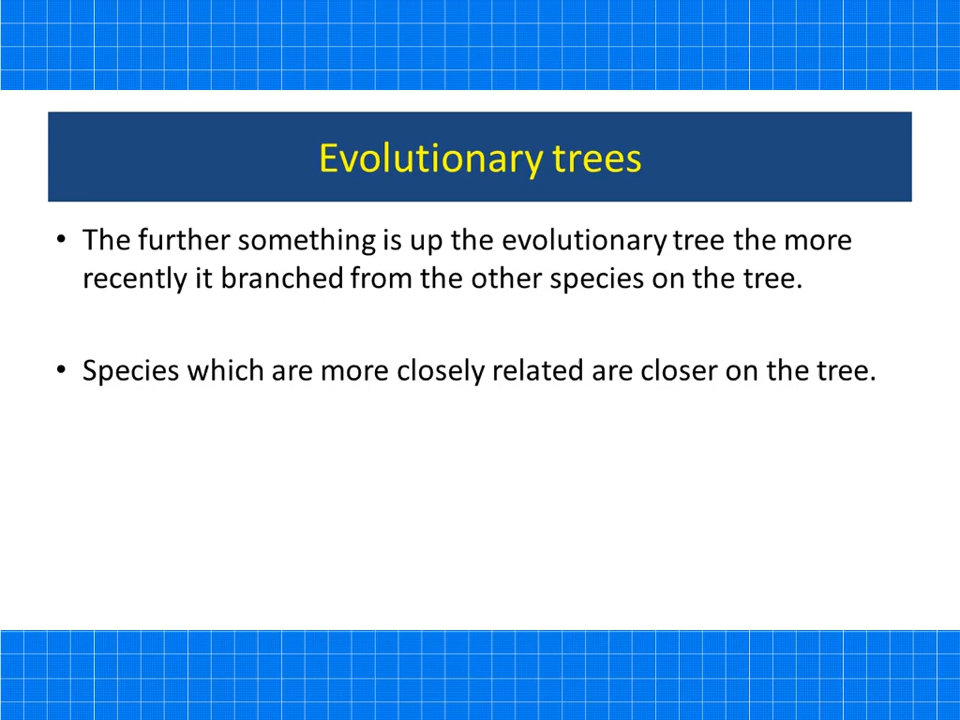 Evolutionary trees
• The further something is up the evolutionary tree the more
recently it branched from the other species on the tree.
• Species which are more closely related are closer on the tree.